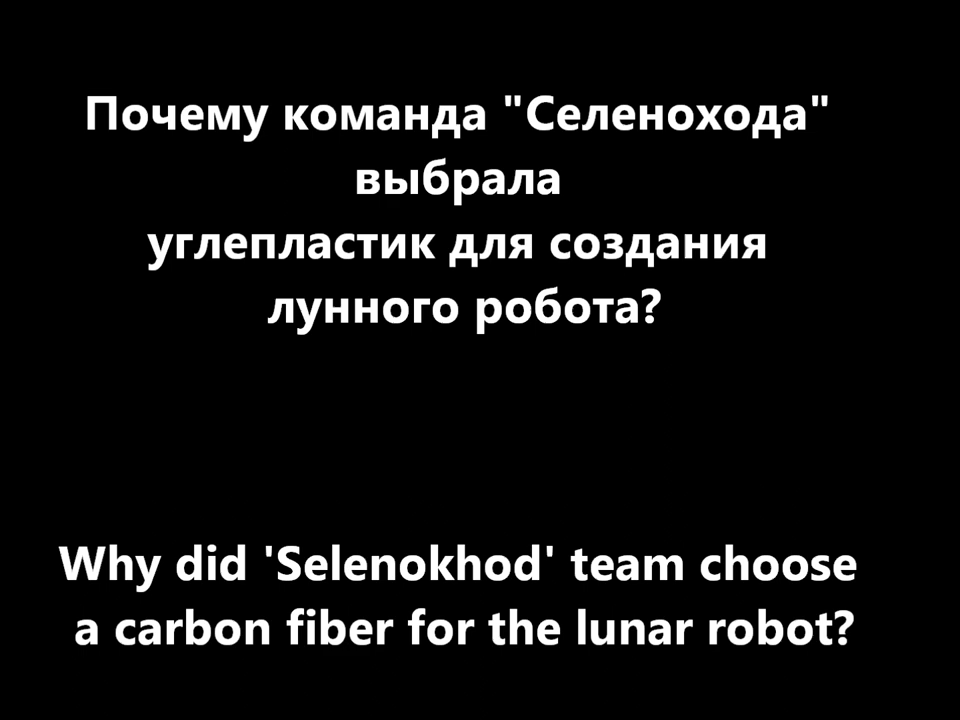 Почему команда "Селенохода"
выбрала
углепластик для создания
лунного робота?
Why did 'Selenokhod' team choose
a carbon fiber for the lunar robot?